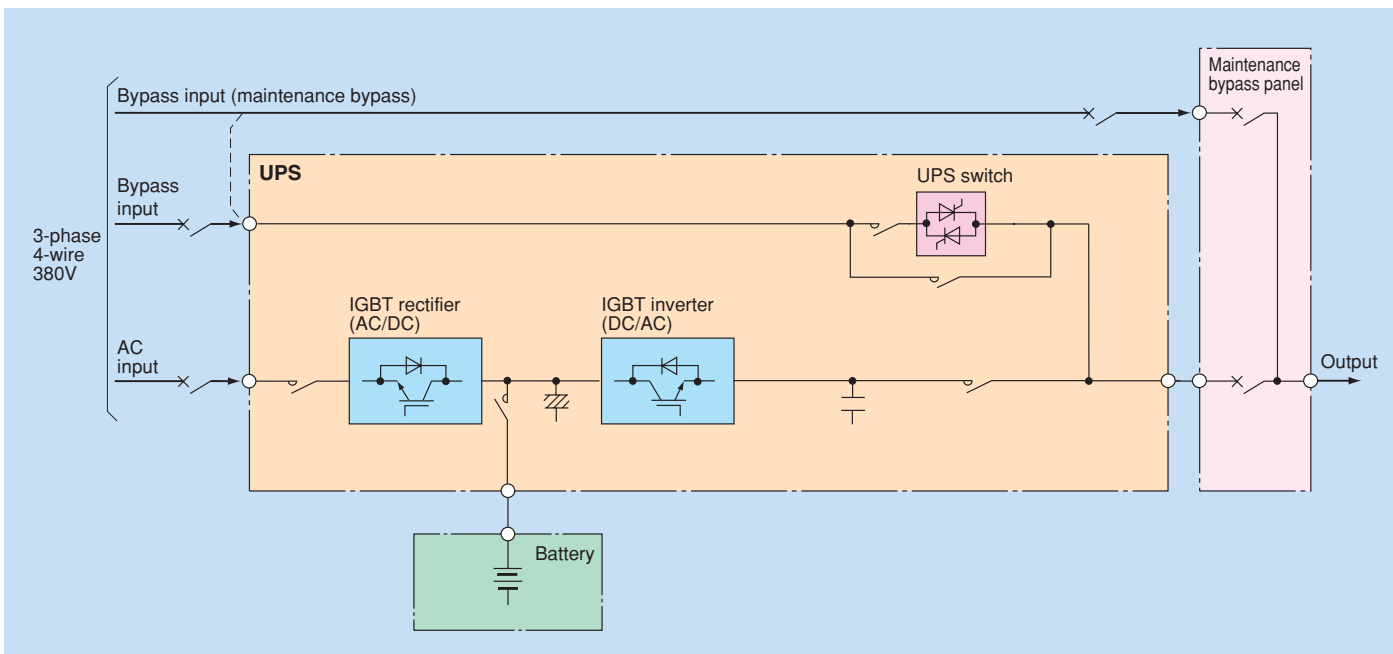 Bypass input (maintenance bypass)
Maintenance
bypass panel
UPS
UPS switch
Bypass
input
3-phase
4-wire
380V
IGBT rectifier
(AC/DC)
IGBT inverter
(DC/AC)
AC
input
Output
Battery